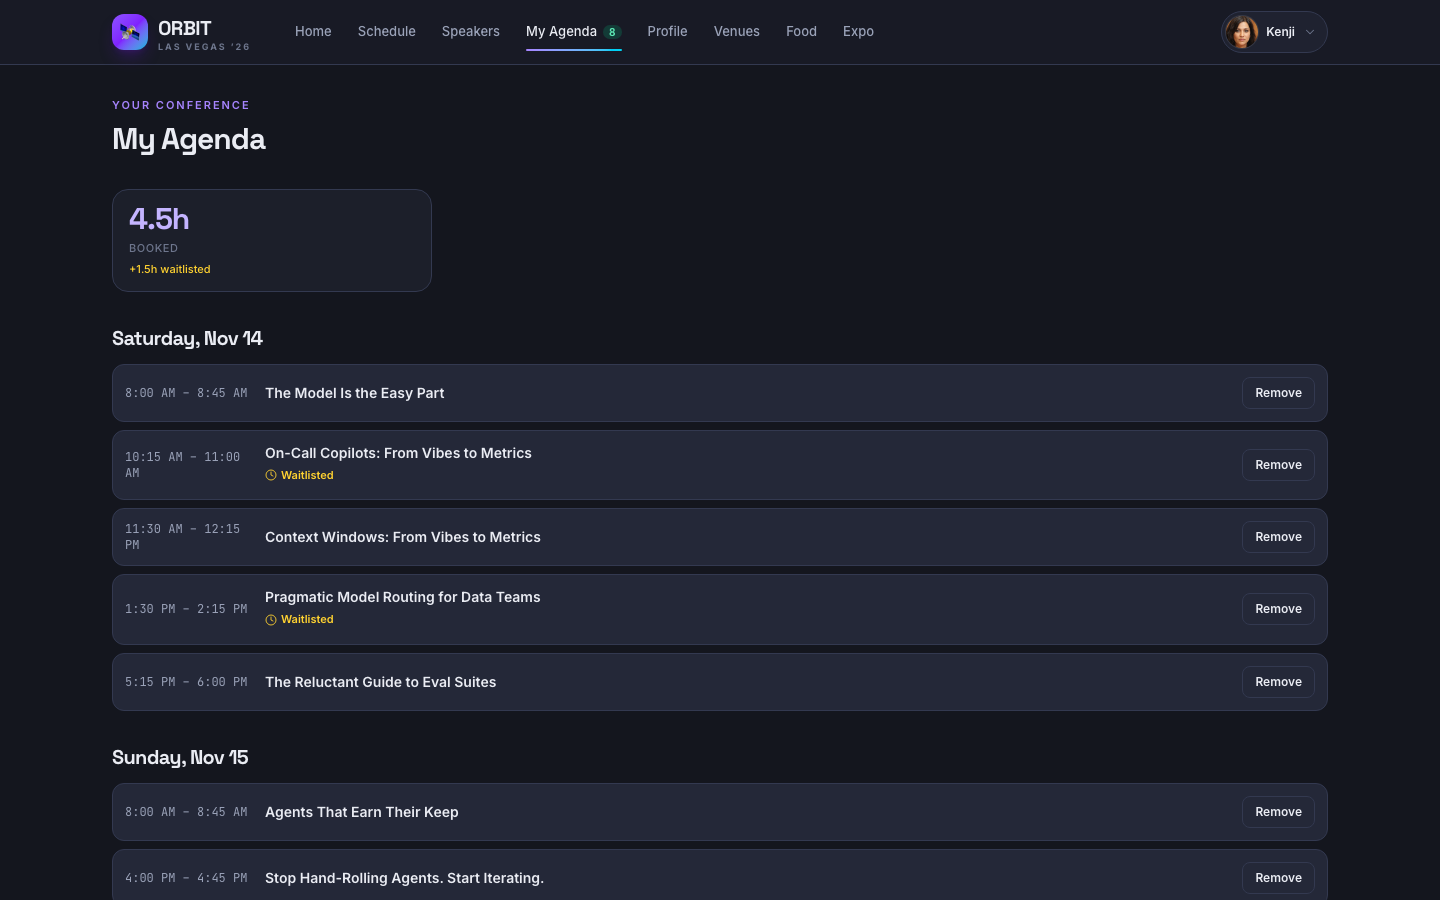 ORBIT
LAS VEGAS '26
Home
Schedule
Speakers
My Agenda 8
Profile
Venues
Food
Expo
Kenji
YOUR CONFERENCE
My Agenda
4.5h
BOOKED
+1.5h waitlisted
Saturday, Nov 14
8:00 AM – 8:45 AM
The Model Is the Easy Part
Remove
10:15 AM – 11:00
AM
On-Call Copilots: From Vibes to Metrics
Waitlisted
Remove
11:30 AM – 12:15
PM
Context Windows: From Vibes to Metrics
Remove
1:30 PM – 2:15 PM
Pragmatic Model Routing for Data Teams
Waitlisted
Remove
5:15 PM – 6:00 PM
The Reluctant Guide to Eval Suites
Remove
Sunday, Nov 15
8:00 AM – 8:45 AM
Agents That Earn Their Keep
Remove
4:00 PM – 4:45 PM
Stop Hand-Rolling Agents. Start Iterating.
Remove